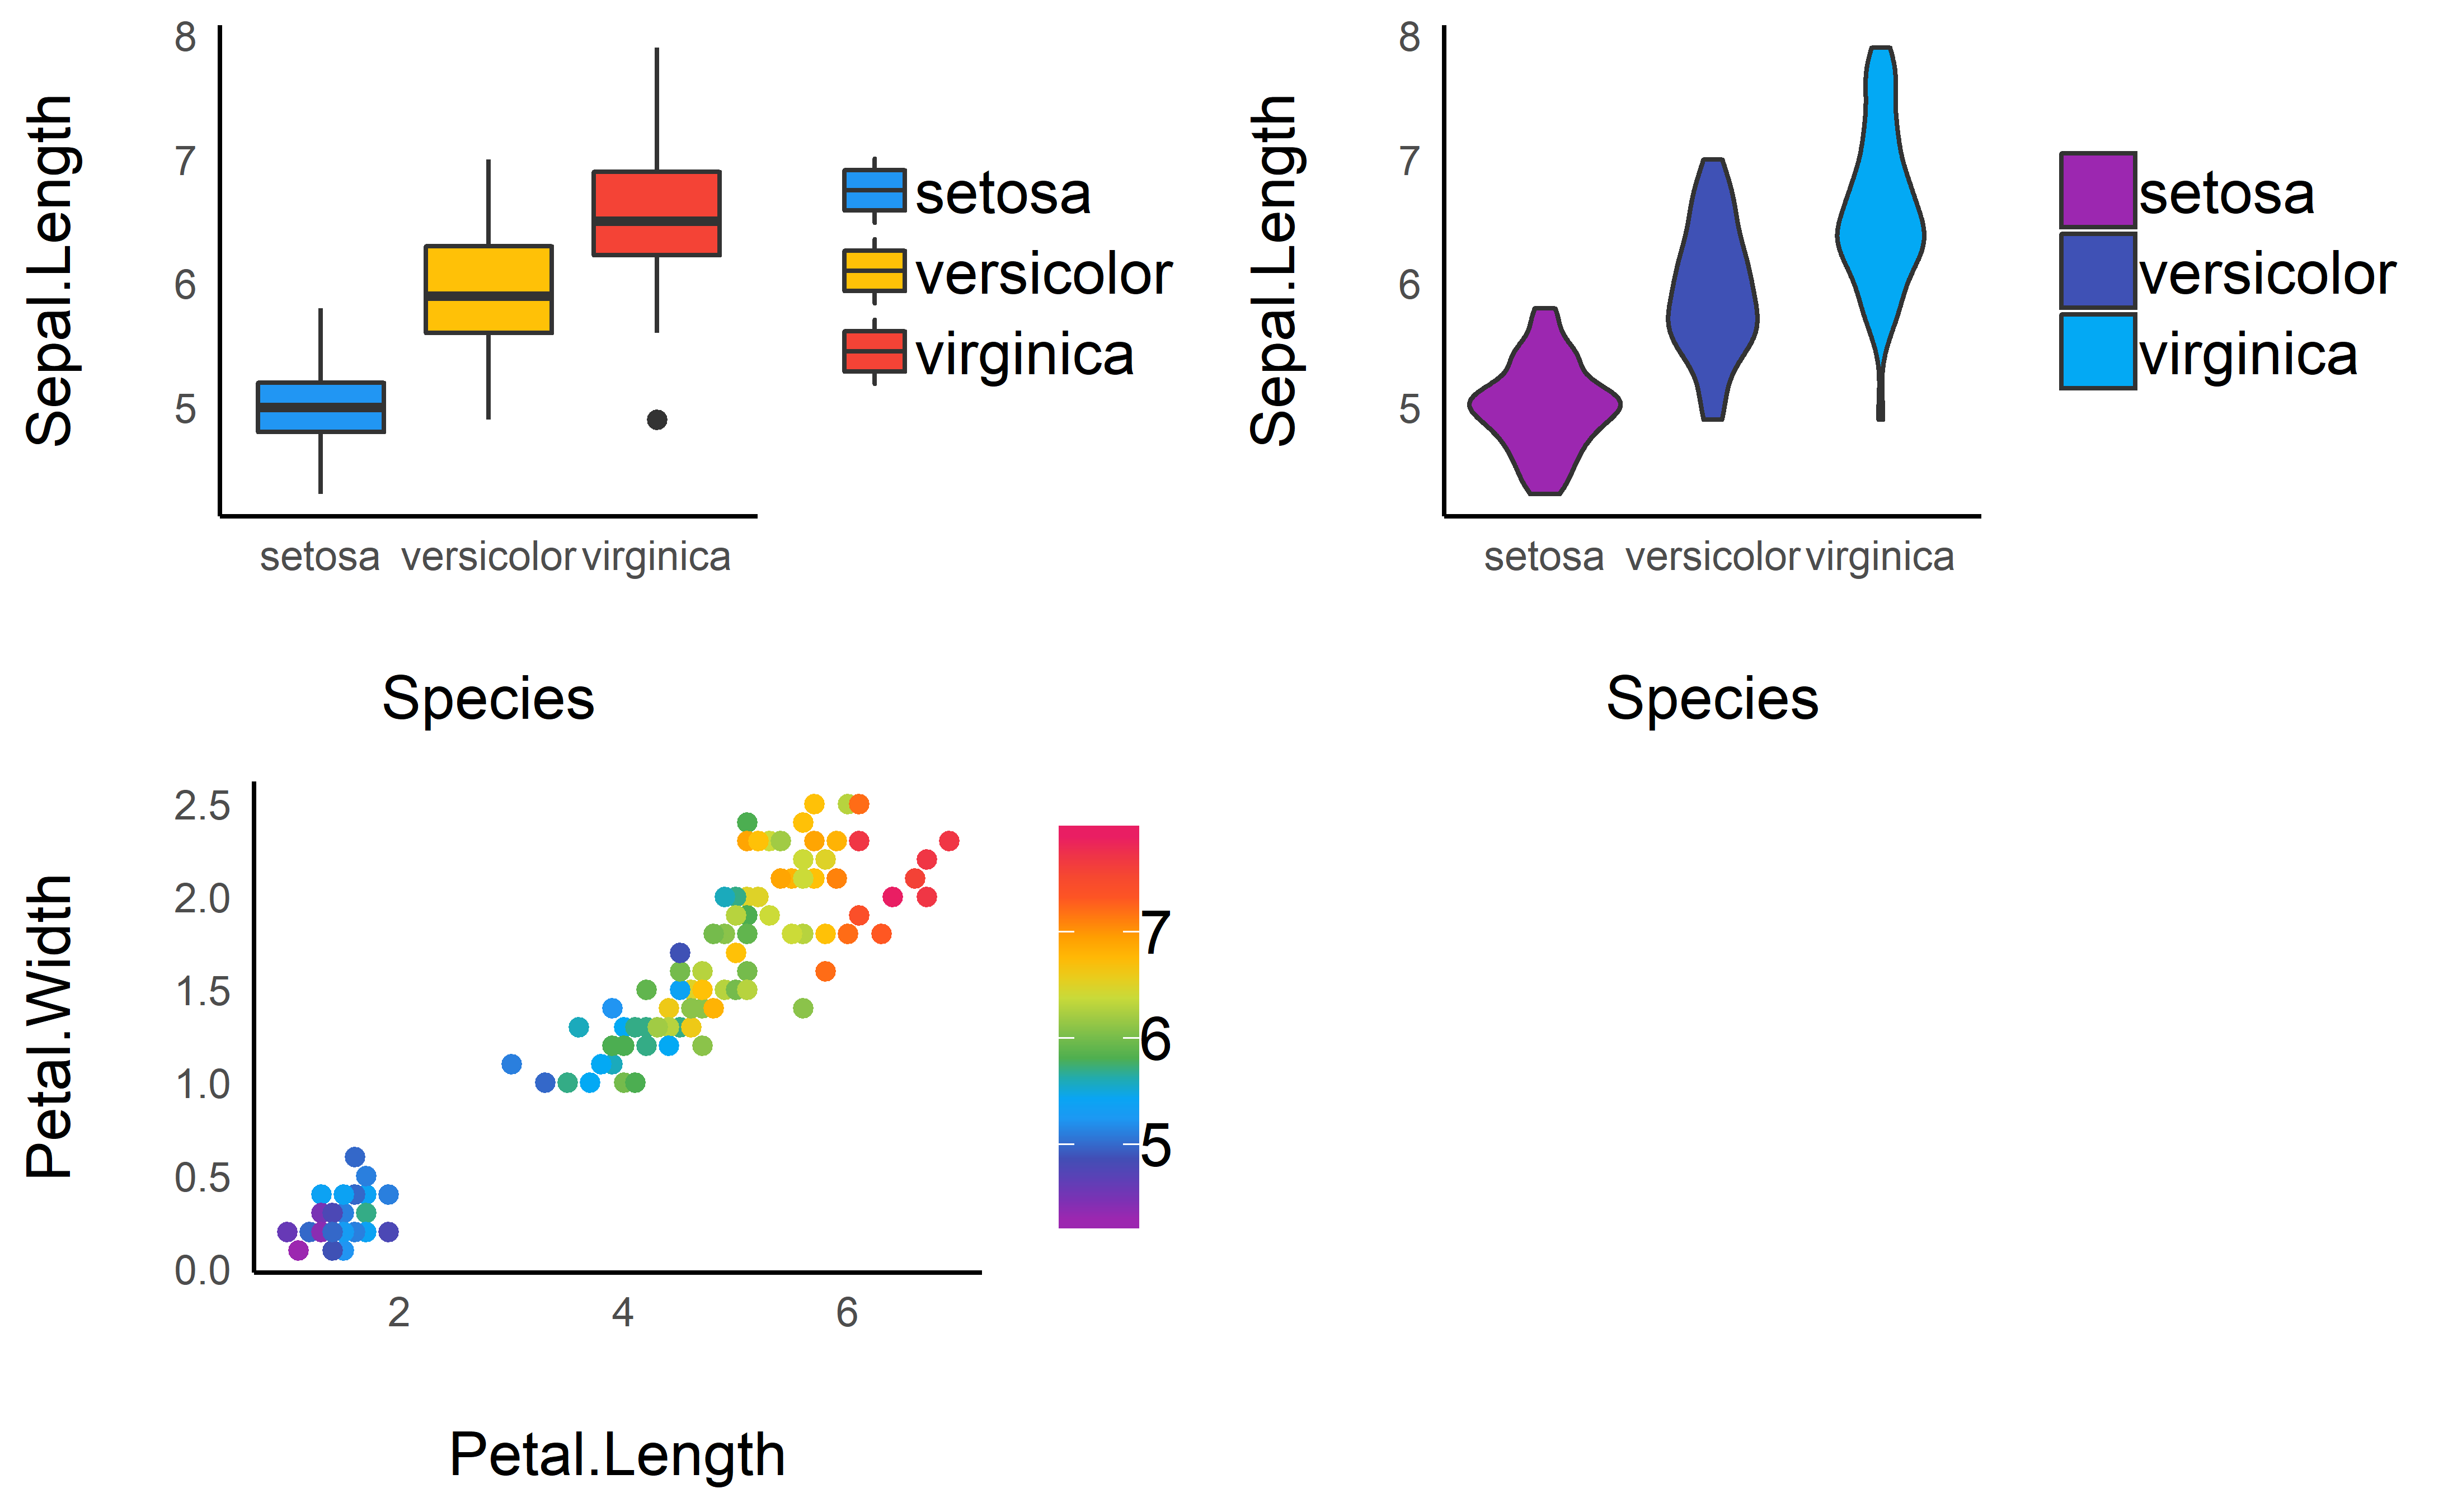 Sepal.Length
8
7
6
5
setosa versicolor virginica
Species
setosa
versicolor
virginica
Sepal.Length
8
7
6
5
setosa versicolor virginica
Species
setosa
versicolor
virginica
Petal.Width
2.5
2.0
1.5
1.0
0.5
0.0
2 4 6
Petal.Length
7
6
5